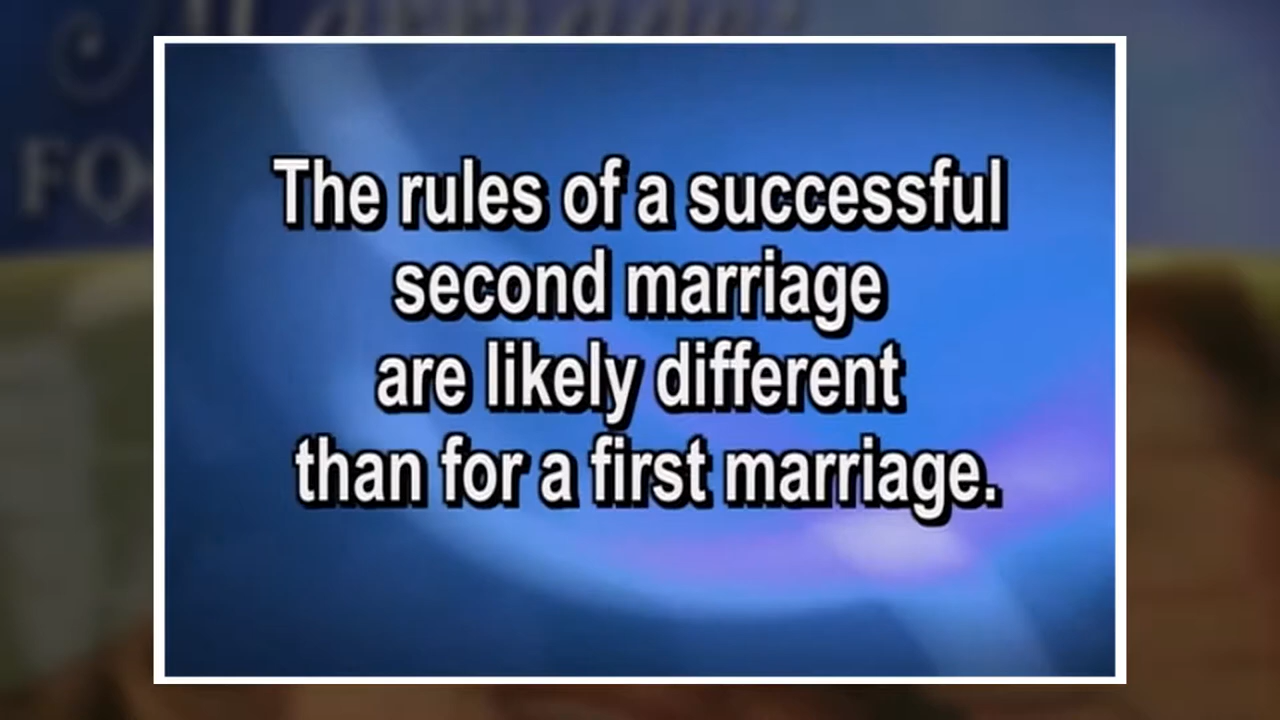 The rules of a successful
second marriage
are likely different
than for a first marriage.